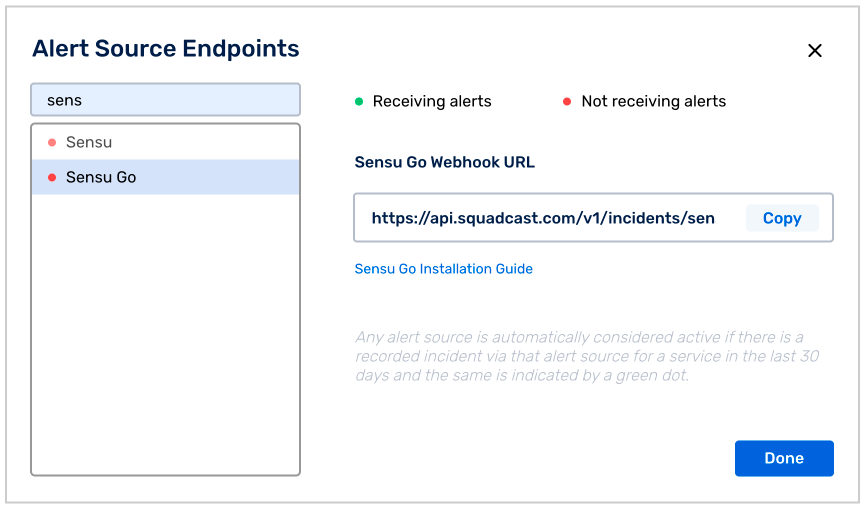 Alert Source Endpoints
sens
Sensu
Sensu Go
Receiving alerts
Not receiving alerts
Sensu Go Webhook URL
https://api.squadcast.com/v1/incidents/sen
Copy
Sensu Go Installation Guide
Any alert source is automatically considered active if there is a
recorded incident via that alert source for a service in the last 30
days and the same is indicated by a green dot.
Done